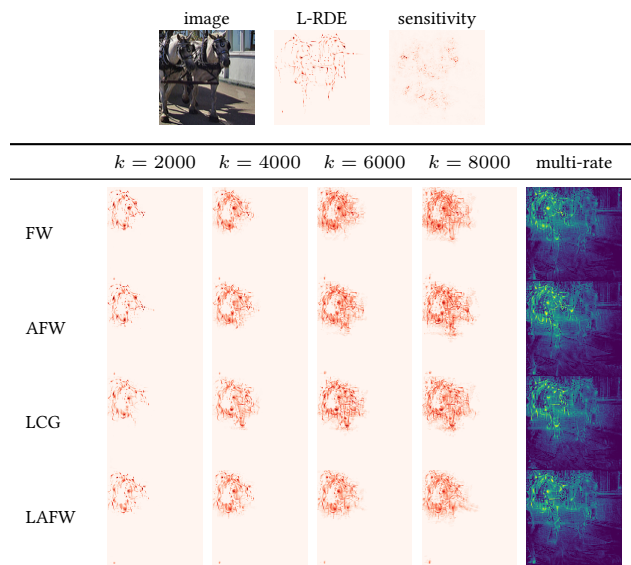 image L-RDE sensitivity
k = 2000 k = 4000 k = 6000 k = 8000 multi-rate
FW
AFW
LCG
LAFW